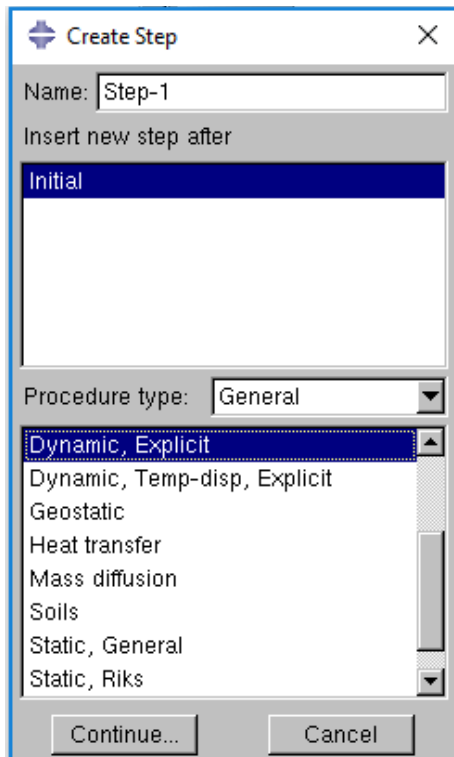 Create Step
Name: Step-1
Insert new step after
Initial
Procedure type: General
Dynamic, Explicit
Dynamic, Temp-disp, Explicit
Geostatic
Heat transfer
Mass diffusion
Soils
Static, General
Static, Riks
Continue... Cancel